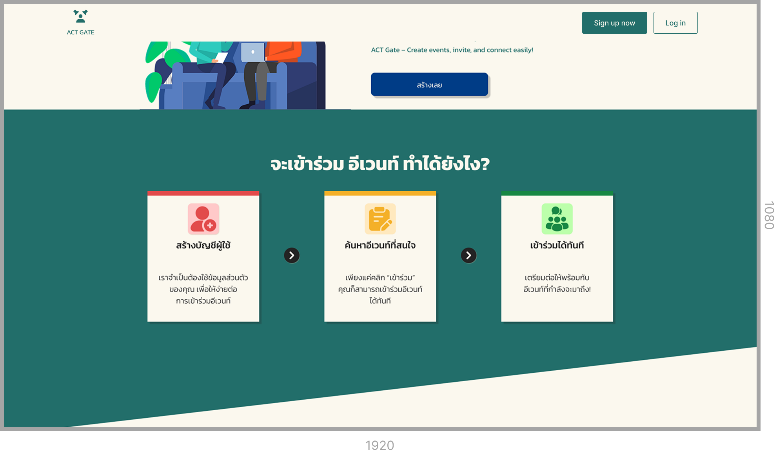 ACT GATE
Sign up now
Log in
ACT Gate - Create events, invite, and connect easily!
สร้างเลย
จะเข้าร่วม อีเวนท์ ทำได้ยังไง?
สร้างบัญชีผู้ใช้
เราจำเป็นต้องใช้ข้อมูลส่วนตัว
ของคุณ เพื่อให้ง่ายต่อ
การเข้าร่วมอีเวนท์
ค้นหาอีเวนท์ที่สนใจ
เพียงแค่คลิก "เข้าร่วม"
คุณก็สามารถเข้าร่วมอีเวนท์
ได้ทันที
เข้าร่วมได้ทันที
เตรียมต่อให้พร้อมกับ
อีเวนท์ที่กำลังจะมาถึง!
1080
1920